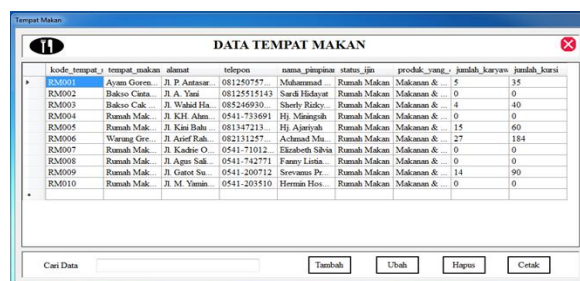 Tempat Makan
DATA TEMPAT MAKAN
kode_tempat_ tempat_makan alamat telepon nama_pimpinan status_ijin produk_yang_ jumlah_karyaw jumlah_kursi
RM001 Ayam Goren... Jl. P. Antasar... 081250757... Muhammad ... Rumah Makan Makanan & ... 5 35
RM002 Bakso Cinta... Jl. A. Yani 08125515143 Sardi Hidayat Rumah Makan Makanan & ... 0 0
RM003 Bakso Cak ... Jl. Wahid Ha... 085246930... Sherly Rizky... Rumah Makan Makanan & ... 4 40
RM004 Rumah Mak... Jl. KH. Ahm... 0541-733691 Hj. Miningsih Rumah Makan Makanan & ... 0 0
RM005 Rumah Mak... Jl. Kini Balu ... 081347213... Hj. Ajariyah Rumah Makan Makanan & ... 15 60
RM006 Warung Gre... Jl. Arief Rah... 082131257... Achmad Mu... Rumah Makan Makanan & ... 27 184
RM007 Rumah Mak... Jl. Kadrie O... 0541-71012... Elizabeth Silvia Rumah Makan Makanan & ... 0 0
RM008 Rumah Mak... Jl. Agus Sali... 0541-742771 Fanny Listia... Rumah Makan Makanan & ... 0 0
RM009 Rumah Mak... Jl. Gatot Su... 0541-200712 Srevanus Pr... Rumah Makan Makanan & ... 14 90
RM010 Rumah Mak... Jl. M. Yamin... 0541-203510 Hermin Hos... Rumah Makan Makanan & ... 0 0
Cari Data Tambah Ubah Hapus Cetak